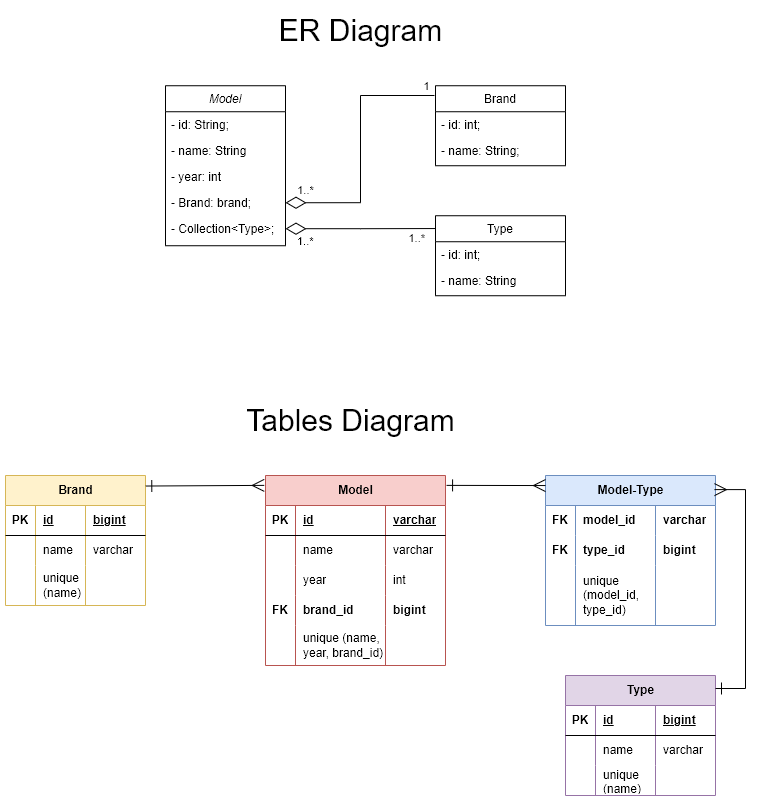 ER Diagram
Model
- id: String;
- name: String
- year: int
- Brand: brand;
- Collection<Type>;
1
1..*
1..*
1..*
Brand
- id: int;
- name: String;
Type
- id: int;
- name: String
Tables Diagram
Brand
PK id bigint
name varchar
unique
(name)
Model
PK id varchar
name varchar
year int
FK brand_id bigint
unique (name,
year, brand_id)
Model-Type
FK model_id varchar
FK type_id bigint
unique
(model_id,
type_id)
Type
PK id bigint
name varchar
unique
(name)